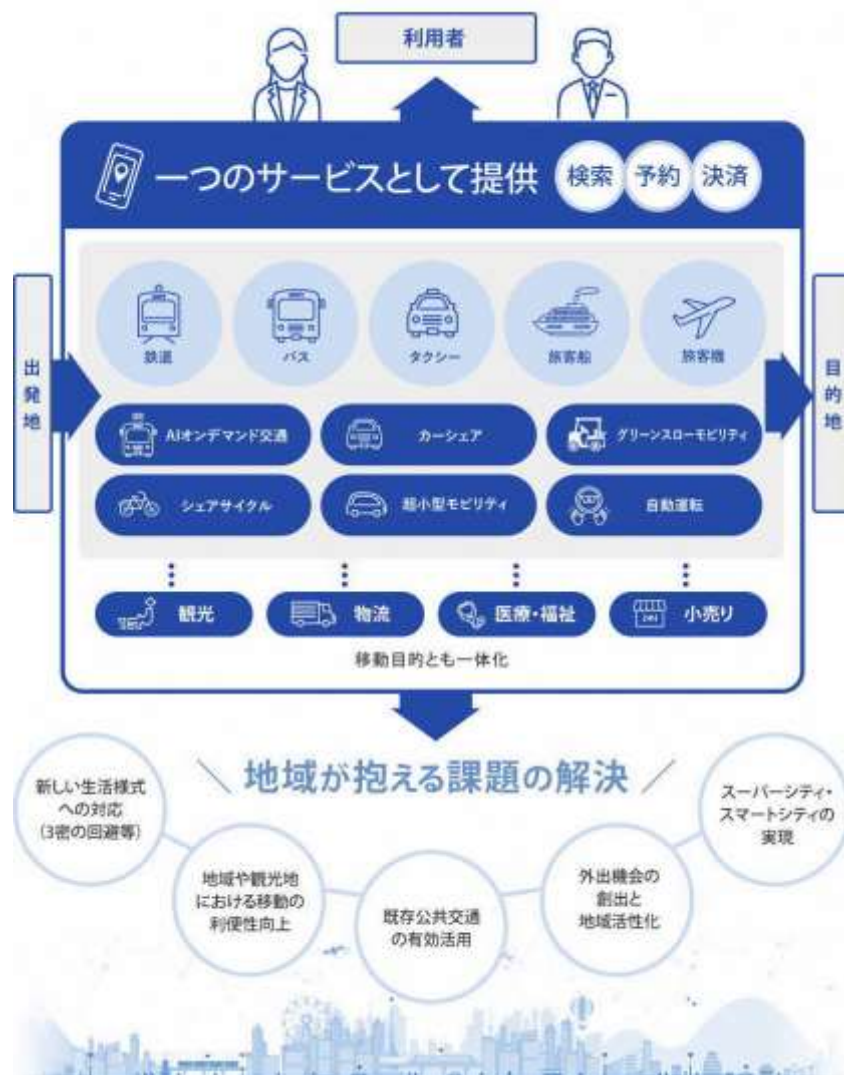 利用者
一つのサービスとして提供 検索 予約 決済
出発地
目的地
鉄道 バス タクシー 旅客船 旅客機
AIオンデマンド交通 カーシェア グリーンスローモビリティ
シェアサイクル 超小型モビリティ 自動運転
観光 物流 医療・福祉 小売り
移動目的とも一体化
地域が抱える課題の解決
新しい生活様式
への対応
(3密の回避等)
地域や観光地
における移動の
利便性向上
既存公共交通
の有効活用
外出機会の
創出と
地域活性化
スーパーシティ・
スマートシティの
実現